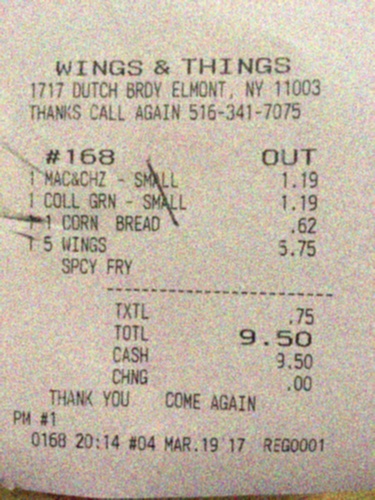 WINGS & THINGS
1717 DUTCH BRDY ELMONT, NY 11003
THANKS CALL AGAIN 516-341-7075
#168 OUT
1 MAC&CHZ - SMALL 1.19
1 COLL GRN - SMALL 1.19
1 1 CORN BREAD .62
1 5 WINGS 5.75
SPCY FRY
TXTL .75
TOTL 9.50
CASH 9.50
CHNG .00
THANK YOU COME AGAIN
PM #1
0168 20:14 #04 MAR.19'17 REG0001